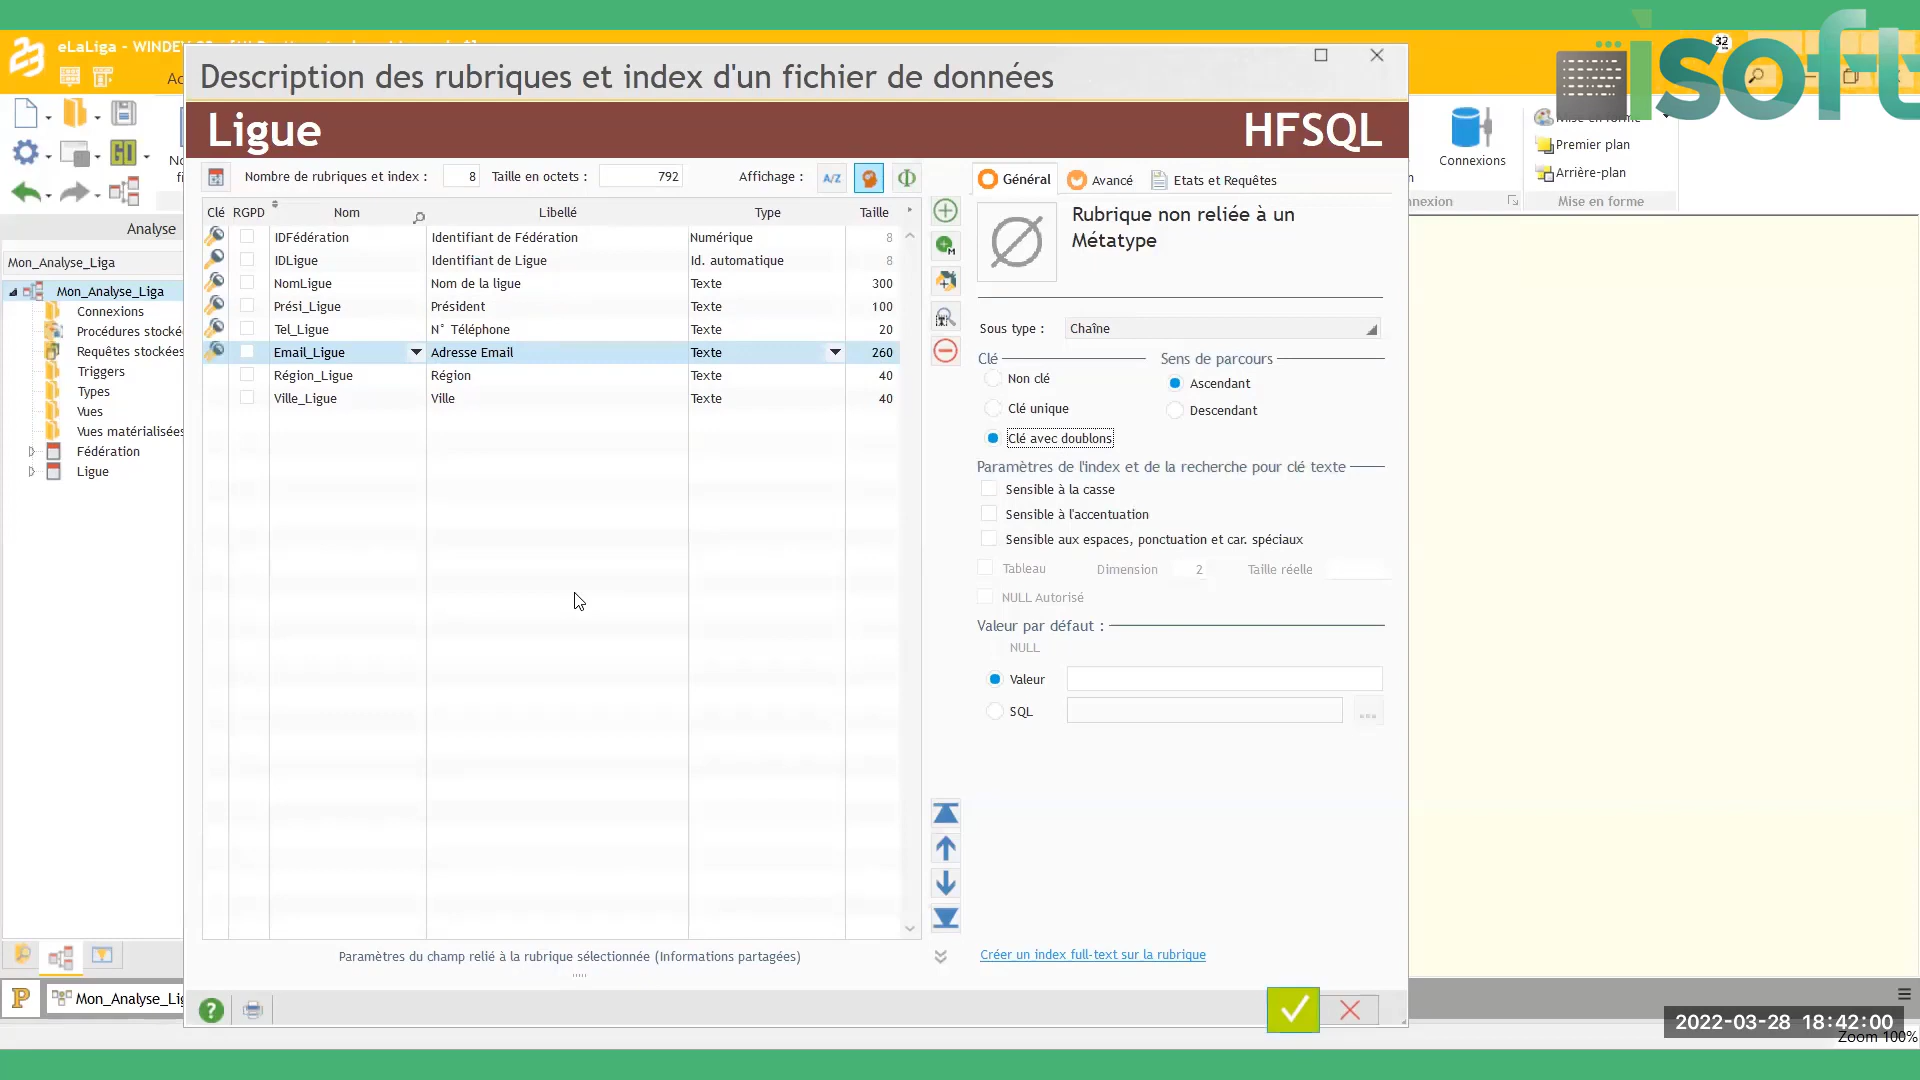 eLaLiga - WINDEV
isoft
32
Description des rubriques et index d'un fichier de données
Ligue
HFSQL
Nombre de rubriques et index :
8
Taille en octets :
792
Affichage :
A/Z
Général
Avancé
Etats et Requêtes
Clé
RGPD
Nom
Libellé
Type
Taille
IDFédération
Identifiant de Fédération
Numérique
8
IDLigue
Identifiant de Ligue
Id. automatique
8
NomLigue
Nom de la ligue
Texte
300
Prési_Ligue
Président
Texte
100
Tel_Ligue
N° Téléphone
Texte
20
Email_Ligue
Adresse Email
Texte
260
Région_Ligue
Région
Texte
40
Ville_Ligue
Ville
Texte
40
Paramètres du champ relié à la rubrique sélectionnée (Informations partagées)
Rubrique non reliée à un
Métatype
Sous type :
Chaîne
Clé
Sens de parcours
Non clé
Ascendant
Clé unique
Descendant
Clé avec doublons
Paramètres de l'index et de la recherche pour clé texte
Sensible à la casse
Sensible à l'accentuation
Sensible aux espaces, ponctuation et car. spéciaux
Tableau
Dimension
2
Taille réelle
NULL Autorisé
Valeur par défaut :
NULL
Valeur
SQL
Créer un index full-text sur la rubrique
Analyse
Mon_Analyse_Liga
Mon_Analyse_Liga
Connexions
Procédures stocké
Requêtes stockées
Triggers
Types
Vues
Vues matérialisées
Fédération
Ligue
Mon_Analyse_Lig
Connexions
Mise en forme
Premier plan
Arrière-plan
nnexion
Mise en forme
2022-03-28 18:42:00
Zoom 100%